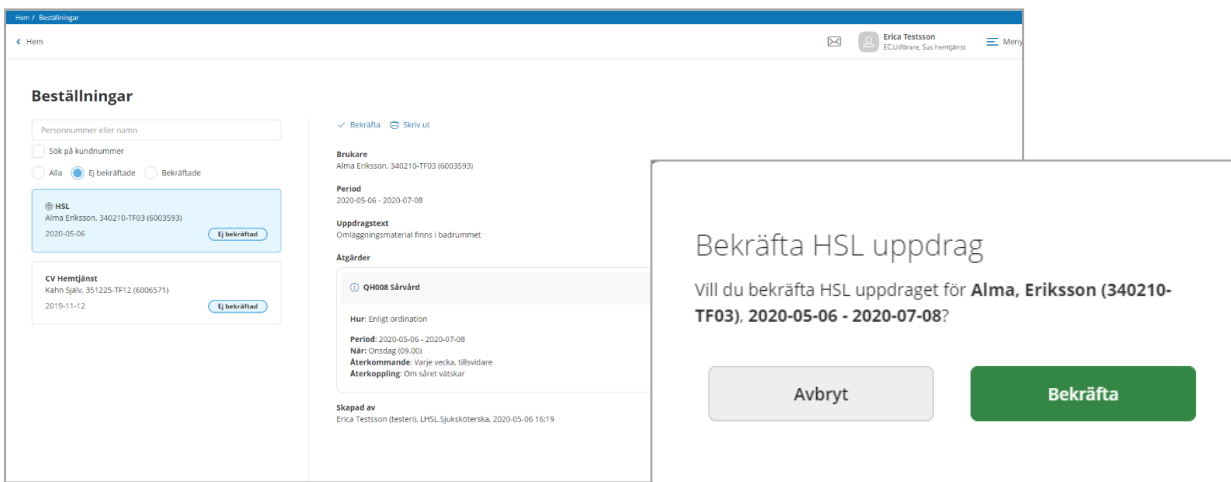 Hem / Beställningar
Hem
Erica Testsson
EC.Utförare, Sus hemtjänst
Meny
Beställningar
Personnummer eller namn
Sök på kundnummer
Alla Ej bekräftade Bekräftade
HSL
Alma Eriksson, 340210-TF03 (6003593)
2020-05-06 Ej bekräftad
CV Hemtjänst
Kahn Sjalv. 351225-TF12 (6006571)
2019-11-12 Ej bekräftad
Bekräfta Skriv ut
Brukare
Alma Eriksson, 340210-TF03 (6003593)
Period
2020-05-06 - 2020-07-08
Uppdragstext
Omläggningsmaterial finns i badrummet
Åtgärder
QH008 Sårvård
Hur: Enligt ordination
Period: 2020-05-06 - 2020-07-08
När: Onsdag (09.00)
Återkommande: Varje vecka, tillsvidare
Återkoppling: Om såret vätskar
Skapad av
Erica Testsson (testeri), LHSL.Sjuksköterska, 2020-05-06 16:19
Bekräfta HSL uppdrag
Vill du bekräfta HSL uppdraget för Alma, Eriksson (340210-
TF03), 2020-05-06 - 2020-07-08?
Avbryt Bekräfta